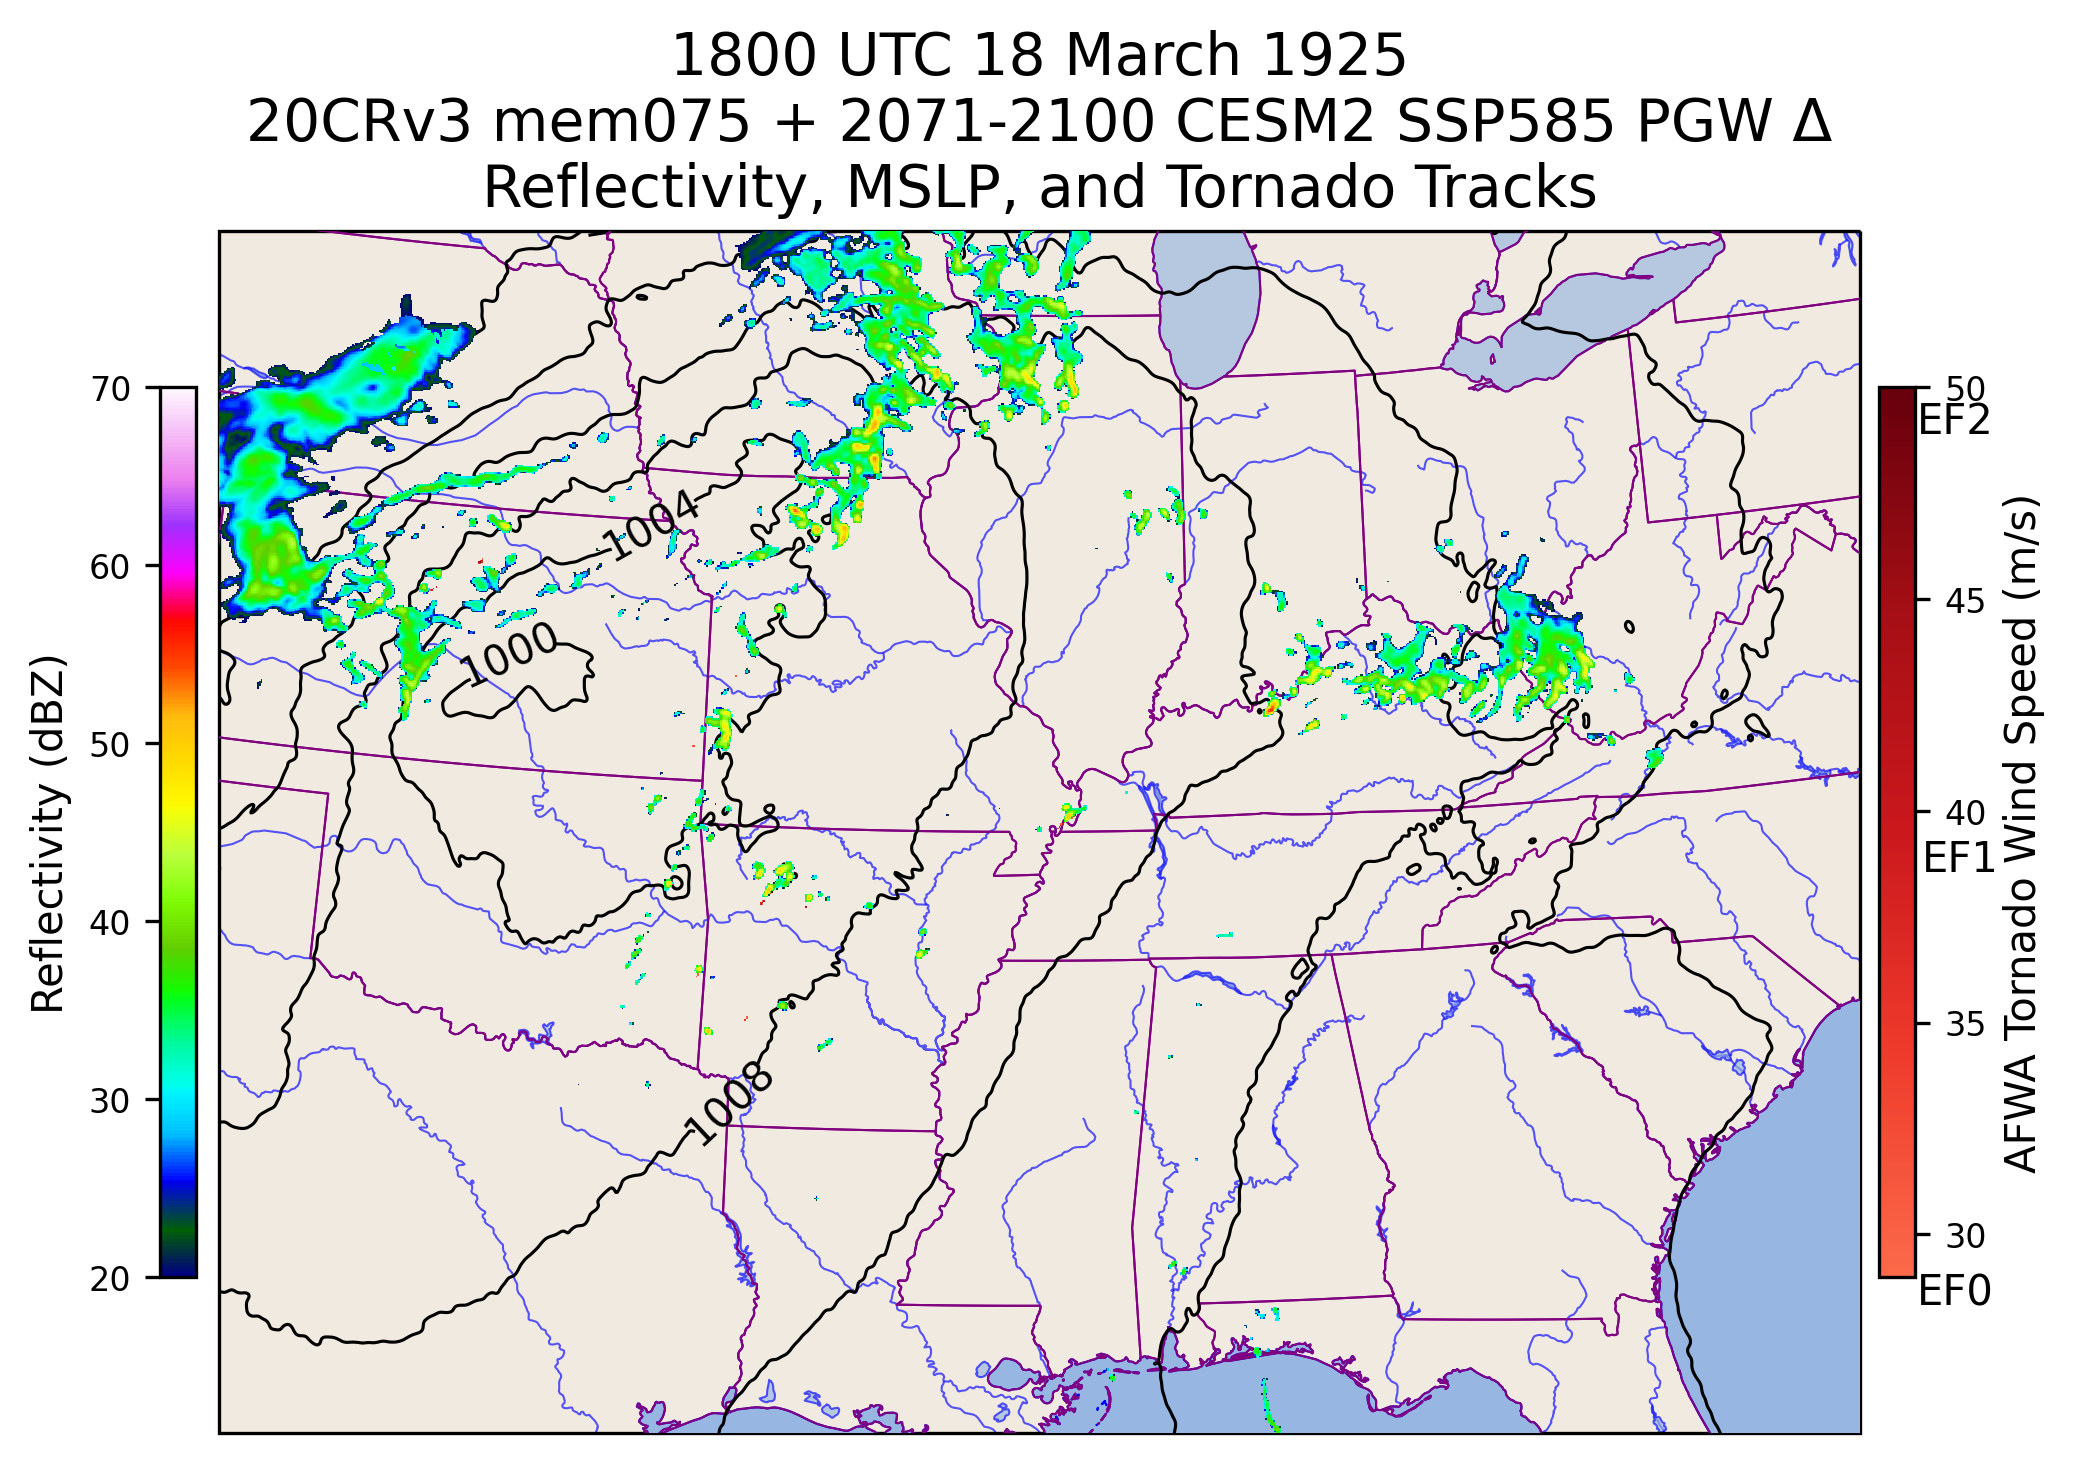 1800 UTC 18 March 1925
20CRv3 mem075 + 2071-2100 CESM2 SSP585 PGW Δ
Reflectivity, MSLP, and Tornado Tracks
Reflectivity (dBZ)
70
60
50
40
30
20
1004
1000
1008
50
EF2
45
40
EF1
35
30
EF0
AFWA Tornado Wind Speed (m/s)